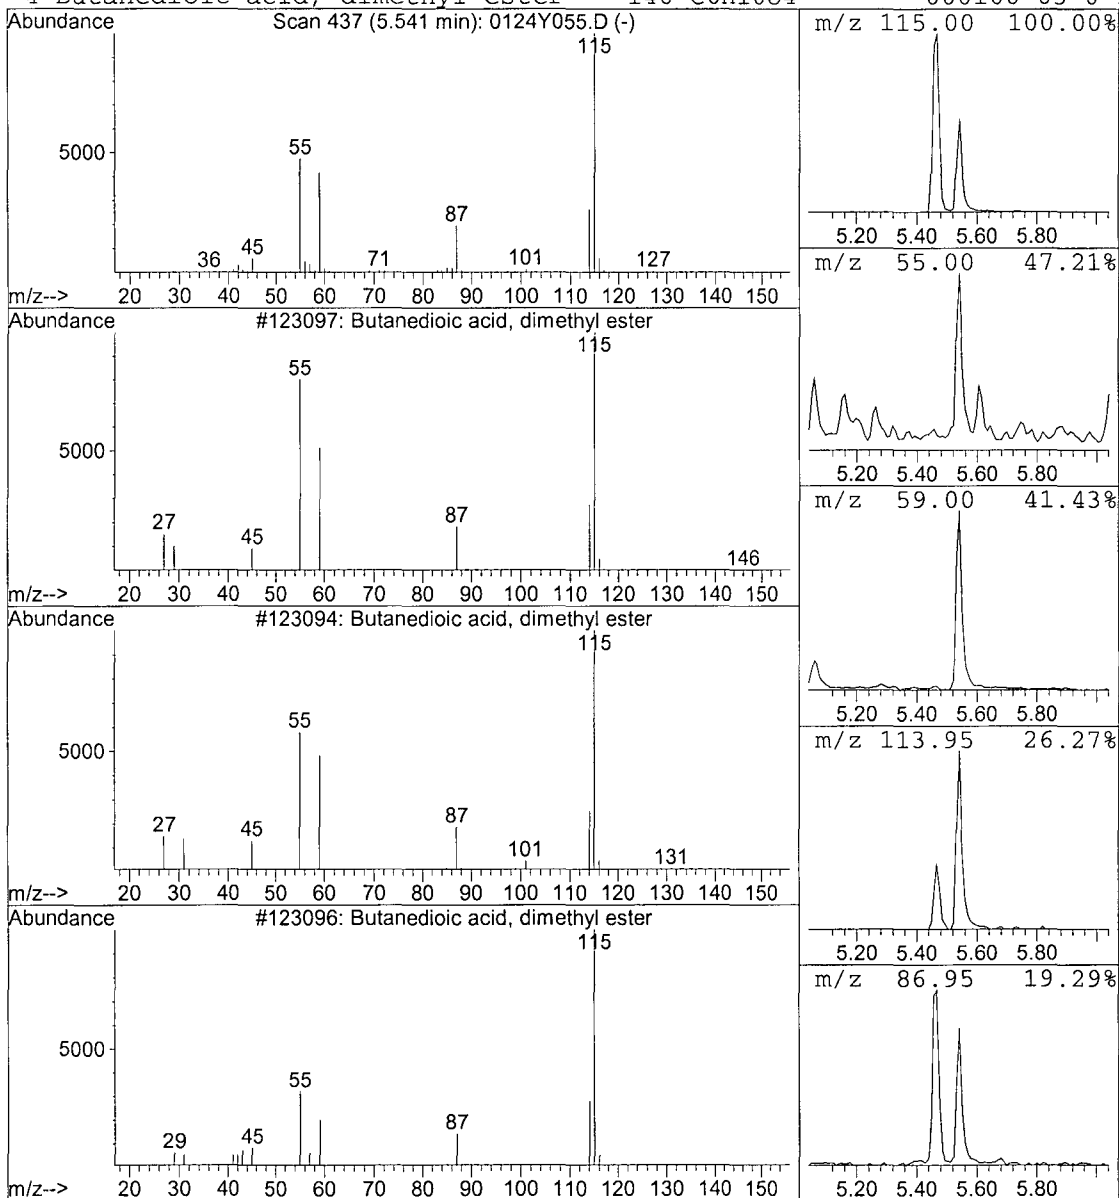 Butanedioic acid, dimethyl ester
Abundance Scan 437 (5.541 min): 0124Y055.D (-)
115
5000
55
36 45 71 87 101 127
m/z--> 20 30 40 50 60 70 80 90 100 110 120 130 140 150
m/z 115.00 100.00%
5.20 5.40 5.60 5.80
Abundance #123097: Butanedioic acid, dimethyl ester
115
55
5000
27 45 87 146
m/z--> 20 30 40 50 60 70 80 90 100 110 120 130 140 150
m/z 55.00 47.21%
5.20 5.40 5.60 5.80
Abundance #123094: Butanedioic acid, dimethyl ester
115
55
5000
27 45 87 101 131
m/z--> 20 30 40 50 60 70 80 90 100 110 120 130 140 150
m/z 59.00 41.43%
5.20 5.40 5.60 5.80
Abundance #123096: Butanedioic acid, dimethyl ester
115
5000
55
29 45 87
m/z--> 20 30 40 50 60 70 80 90 100 110 120 130 140 150
m/z 113.95 26.27%
5.20 5.40 5.60 5.80
m/z 86.95 19.29%
5.20 5.40 5.60 5.80